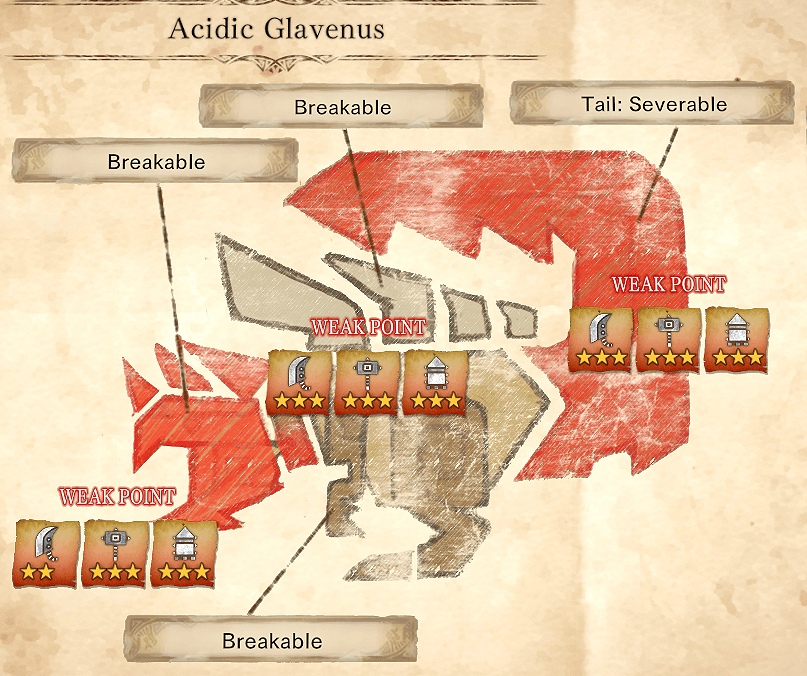 Acidic Glavenus
Breakable
Tail: Severable
Breakable
WEAK POINT
WEAK POINT
WEAK POINT
Breakable